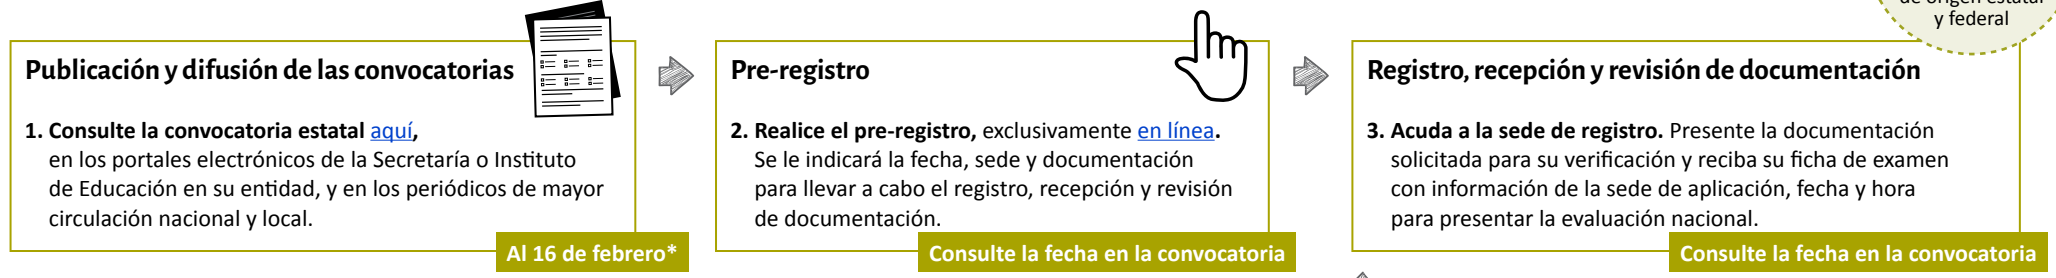 de origen estatal
y federal
Publicación y difusión de las convocatorias
1. Consulte la convocatoria estatal aquí,
en los portales electrónicos de la Secretaría o Instituto
de Educación en su entidad, y en los periódicos de mayor
circulación nacional y local.
Al 16 de febrero*
Pre-registro
2. Realice el pre-registro, exclusivamente en línea.
Se le indicará la fecha, sede y documentación
para llevar a cabo el registro, recepción y revisión
de documentación.
Consulte la fecha en la convocatoria
Registro, recepción y revisión de documentación
3. Acuda a la sede de registro. Presente la documentación
solicitada para su verificación y reciba su ficha de examen
con información de la sede de aplicación, fecha y hora
para presentar la evaluación nacional.
Consulte la fecha en la convocatoria